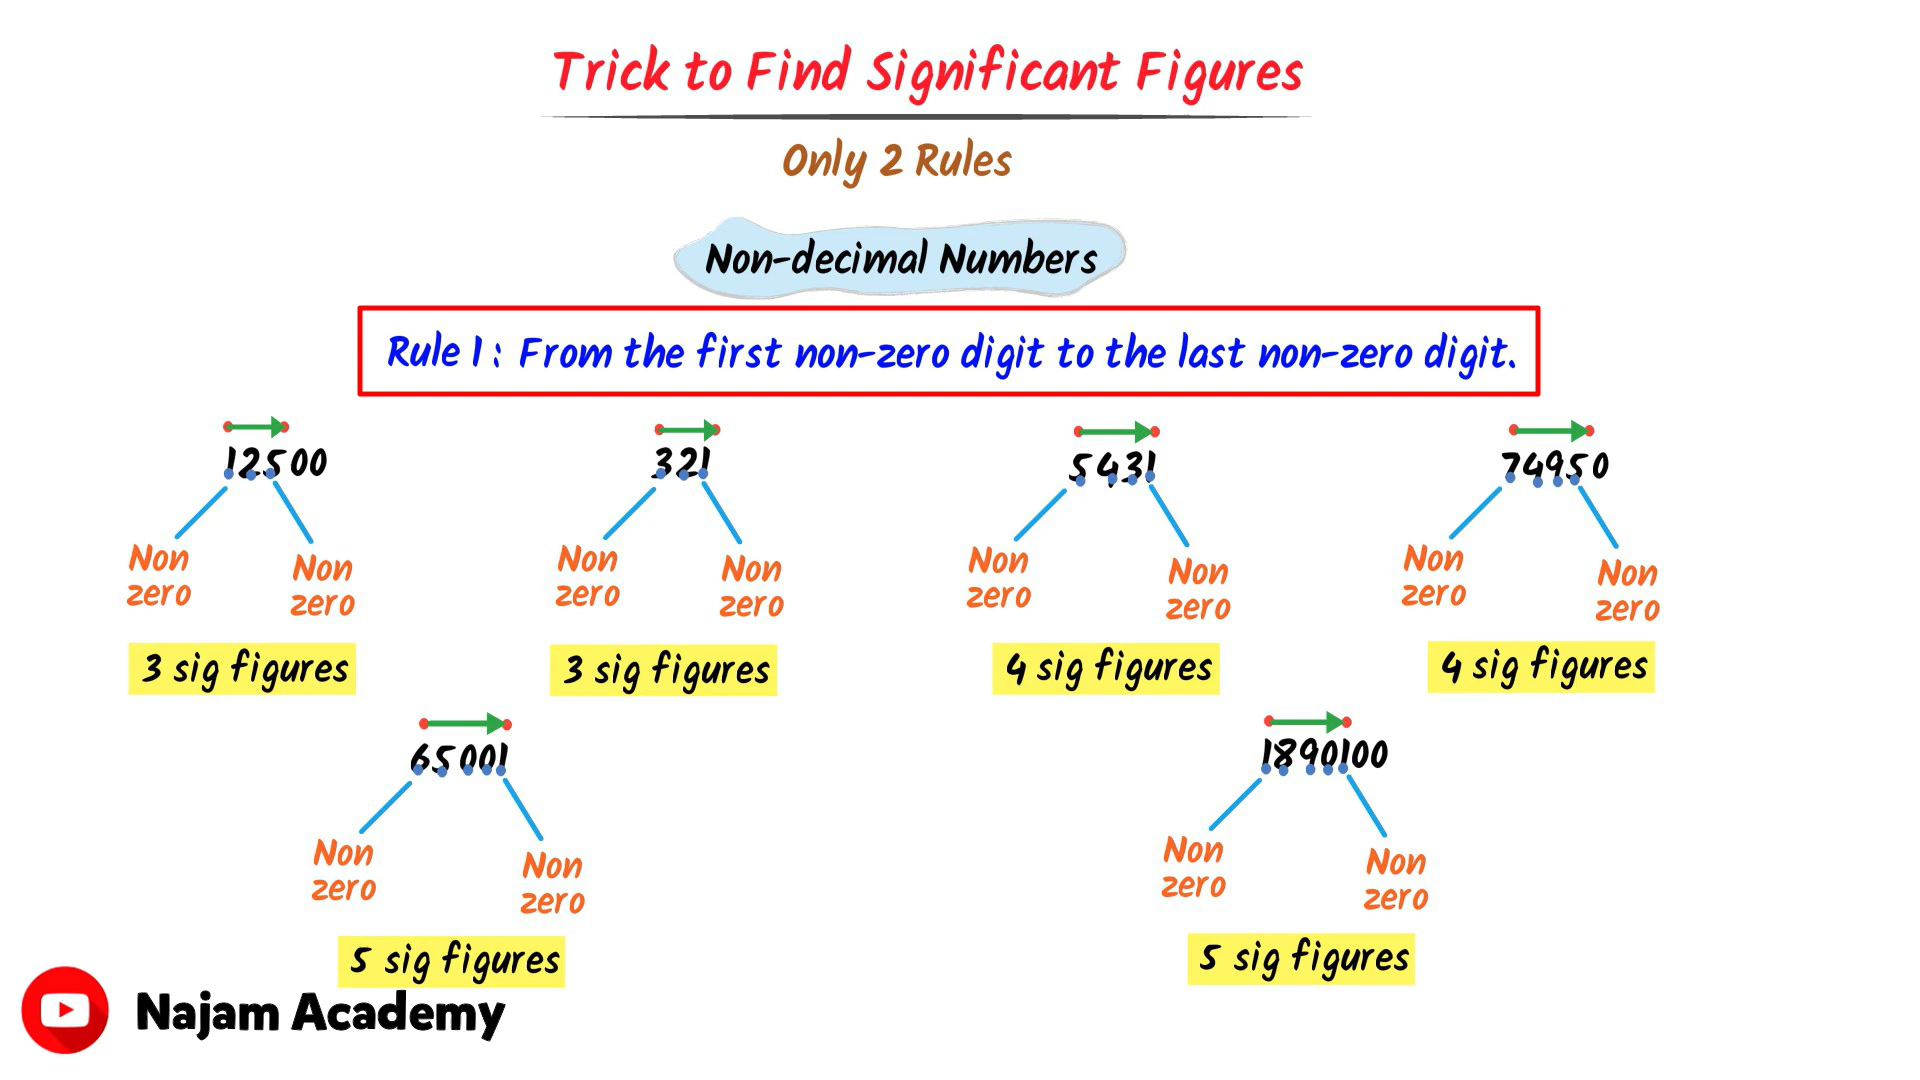 Trick to Find Significant Figures
Only 2 Rules
Non-decimal Numbers
Rule 1: From the first non-zero digit to the last non-zero digit.
12500
Non
zero
Non
zero
3 sig figures
321
Non
zero
Non
zero
3 sig figures
5431
Non
zero
Non
zero
4 sig figures
74950
Non
zero
Non
zero
4 sig figures
65001
Non
zero
Non
zero
5 sig figures
1890100
Non
zero
Non
zero
5 sig figures
Najam Academy